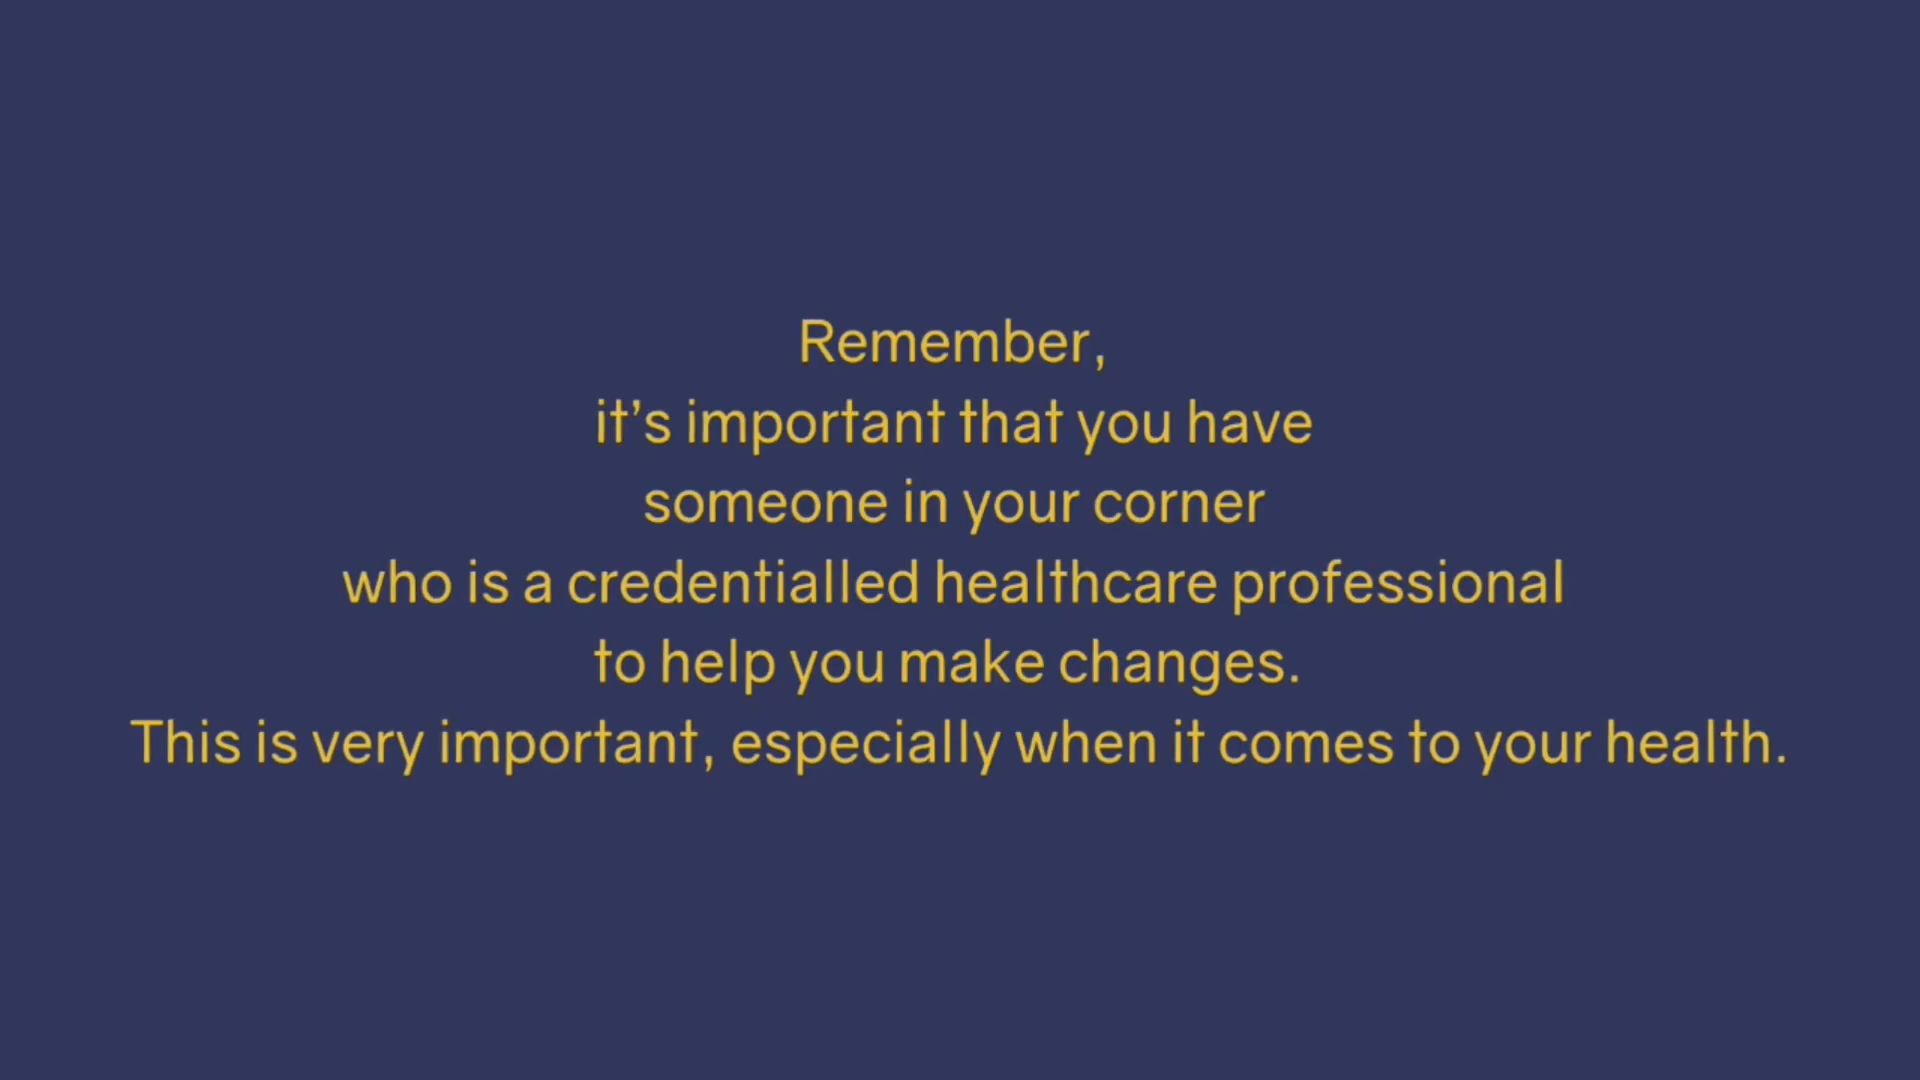 Remember,
it’s important that you have
someone in your corner
who is a credentialled healthcare professional
to help you make changes.
This is very important, especially when it comes to your health.